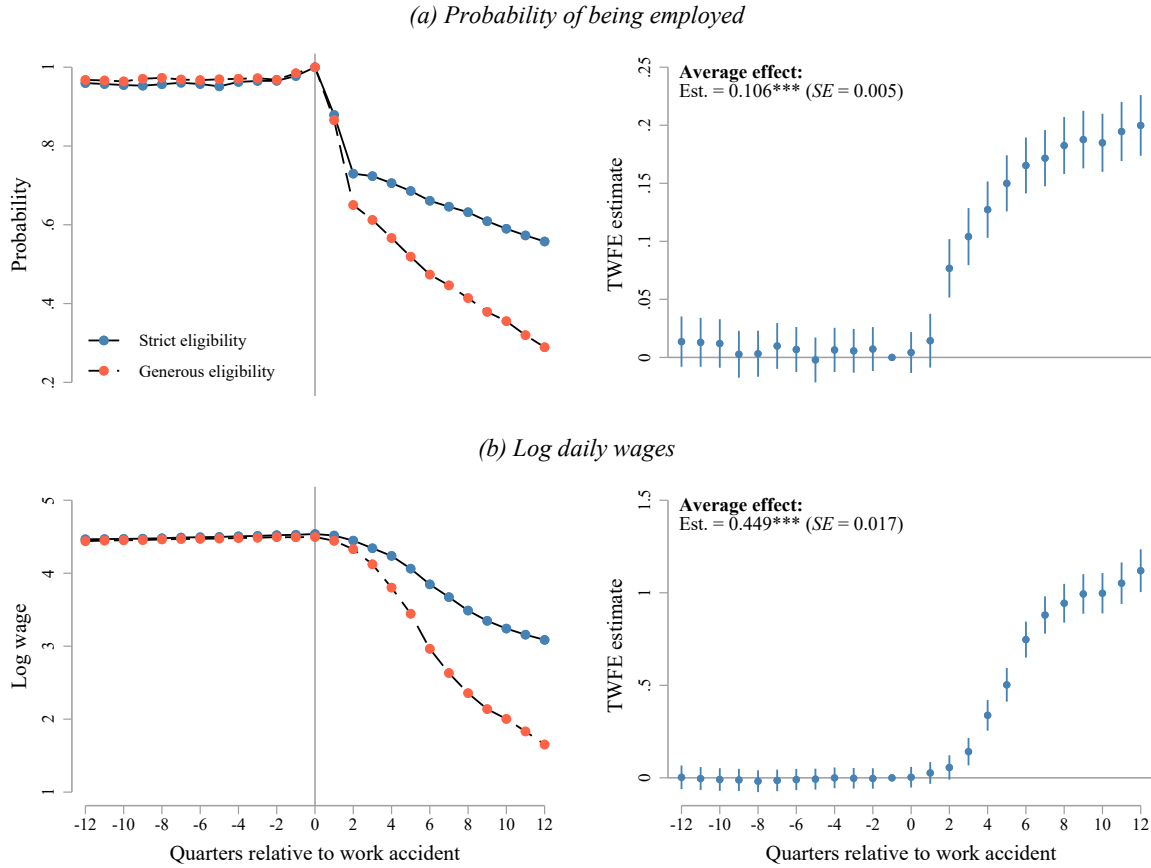 (a) Probability of being employed
Probability
1
.8
.6
.4
.2
Strict eligibility
Generous eligibility
TWFE estimate
.25
.2
.15
.1
.05
0
Average effect:
Est. = 0.106*** (SE = 0.005)
(b) Log daily wages
Log wage
5
4
3
2
1
-12 -10 -8 -6 -4 -2 0 2 4 6 8 10 12
Quarters relative to work accident
TWFE estimate
1.5
1
.5
0
Average effect:
Est. = 0.449*** (SE = 0.017)
-12 -10 -8 -6 -4 -2 0 2 4 6 8 10 12
Quarters relative to work accident